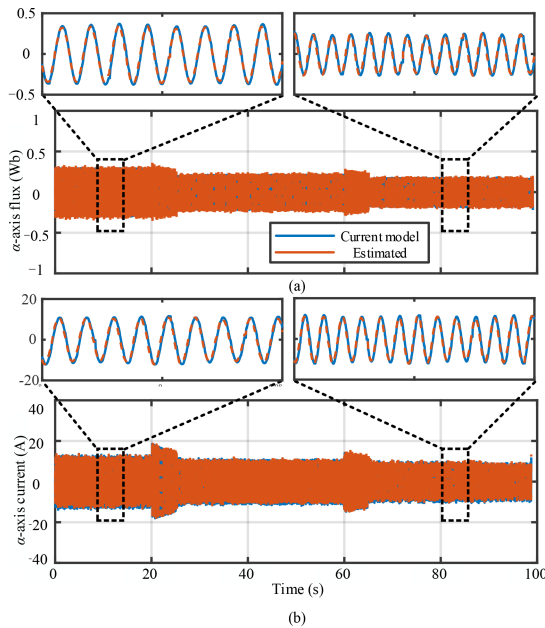 0.5
0
-0.5
1
0.5
0
-0.5
-1
α-axis flux (Wb)
Current model
Estimated
(a)
20
0
-20
40
20
0
-20
-40
α-axis current (A)
0 20 40 60 80 100
Time (s)
(b)